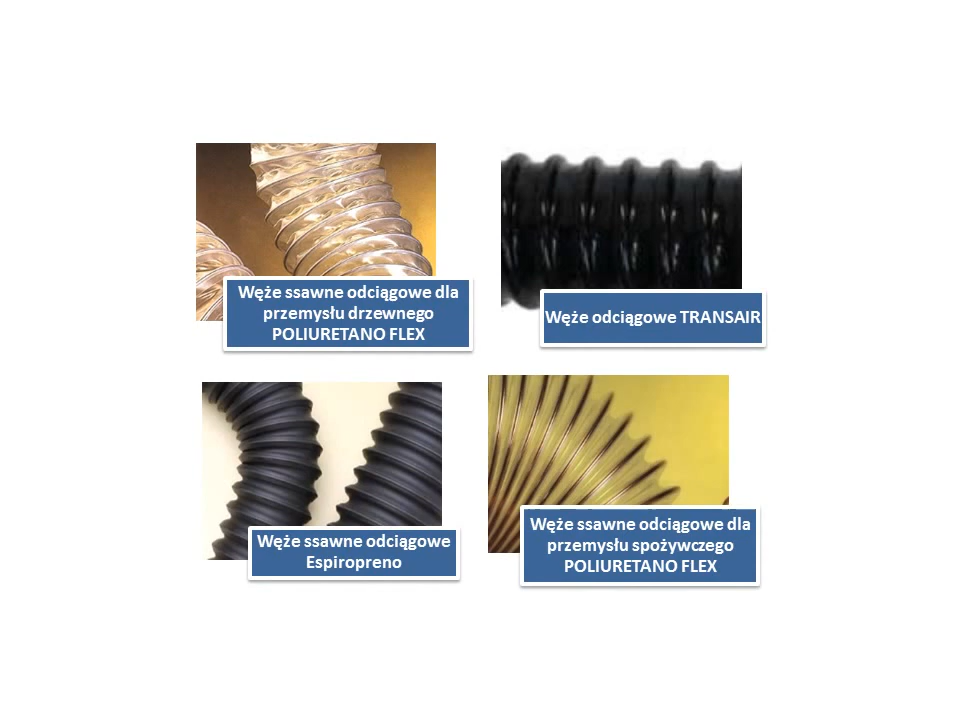 Węże ssawne odciągowe dla
przemysłu drzewnego
POLIURETANO FLEX
Węże odciągowe TRANSAIR
Węże ssawne odciągowe
Espiropreno
Węże ssawne odciągowe dla
przemysłu spożywczego
POLIURETANO FLEX